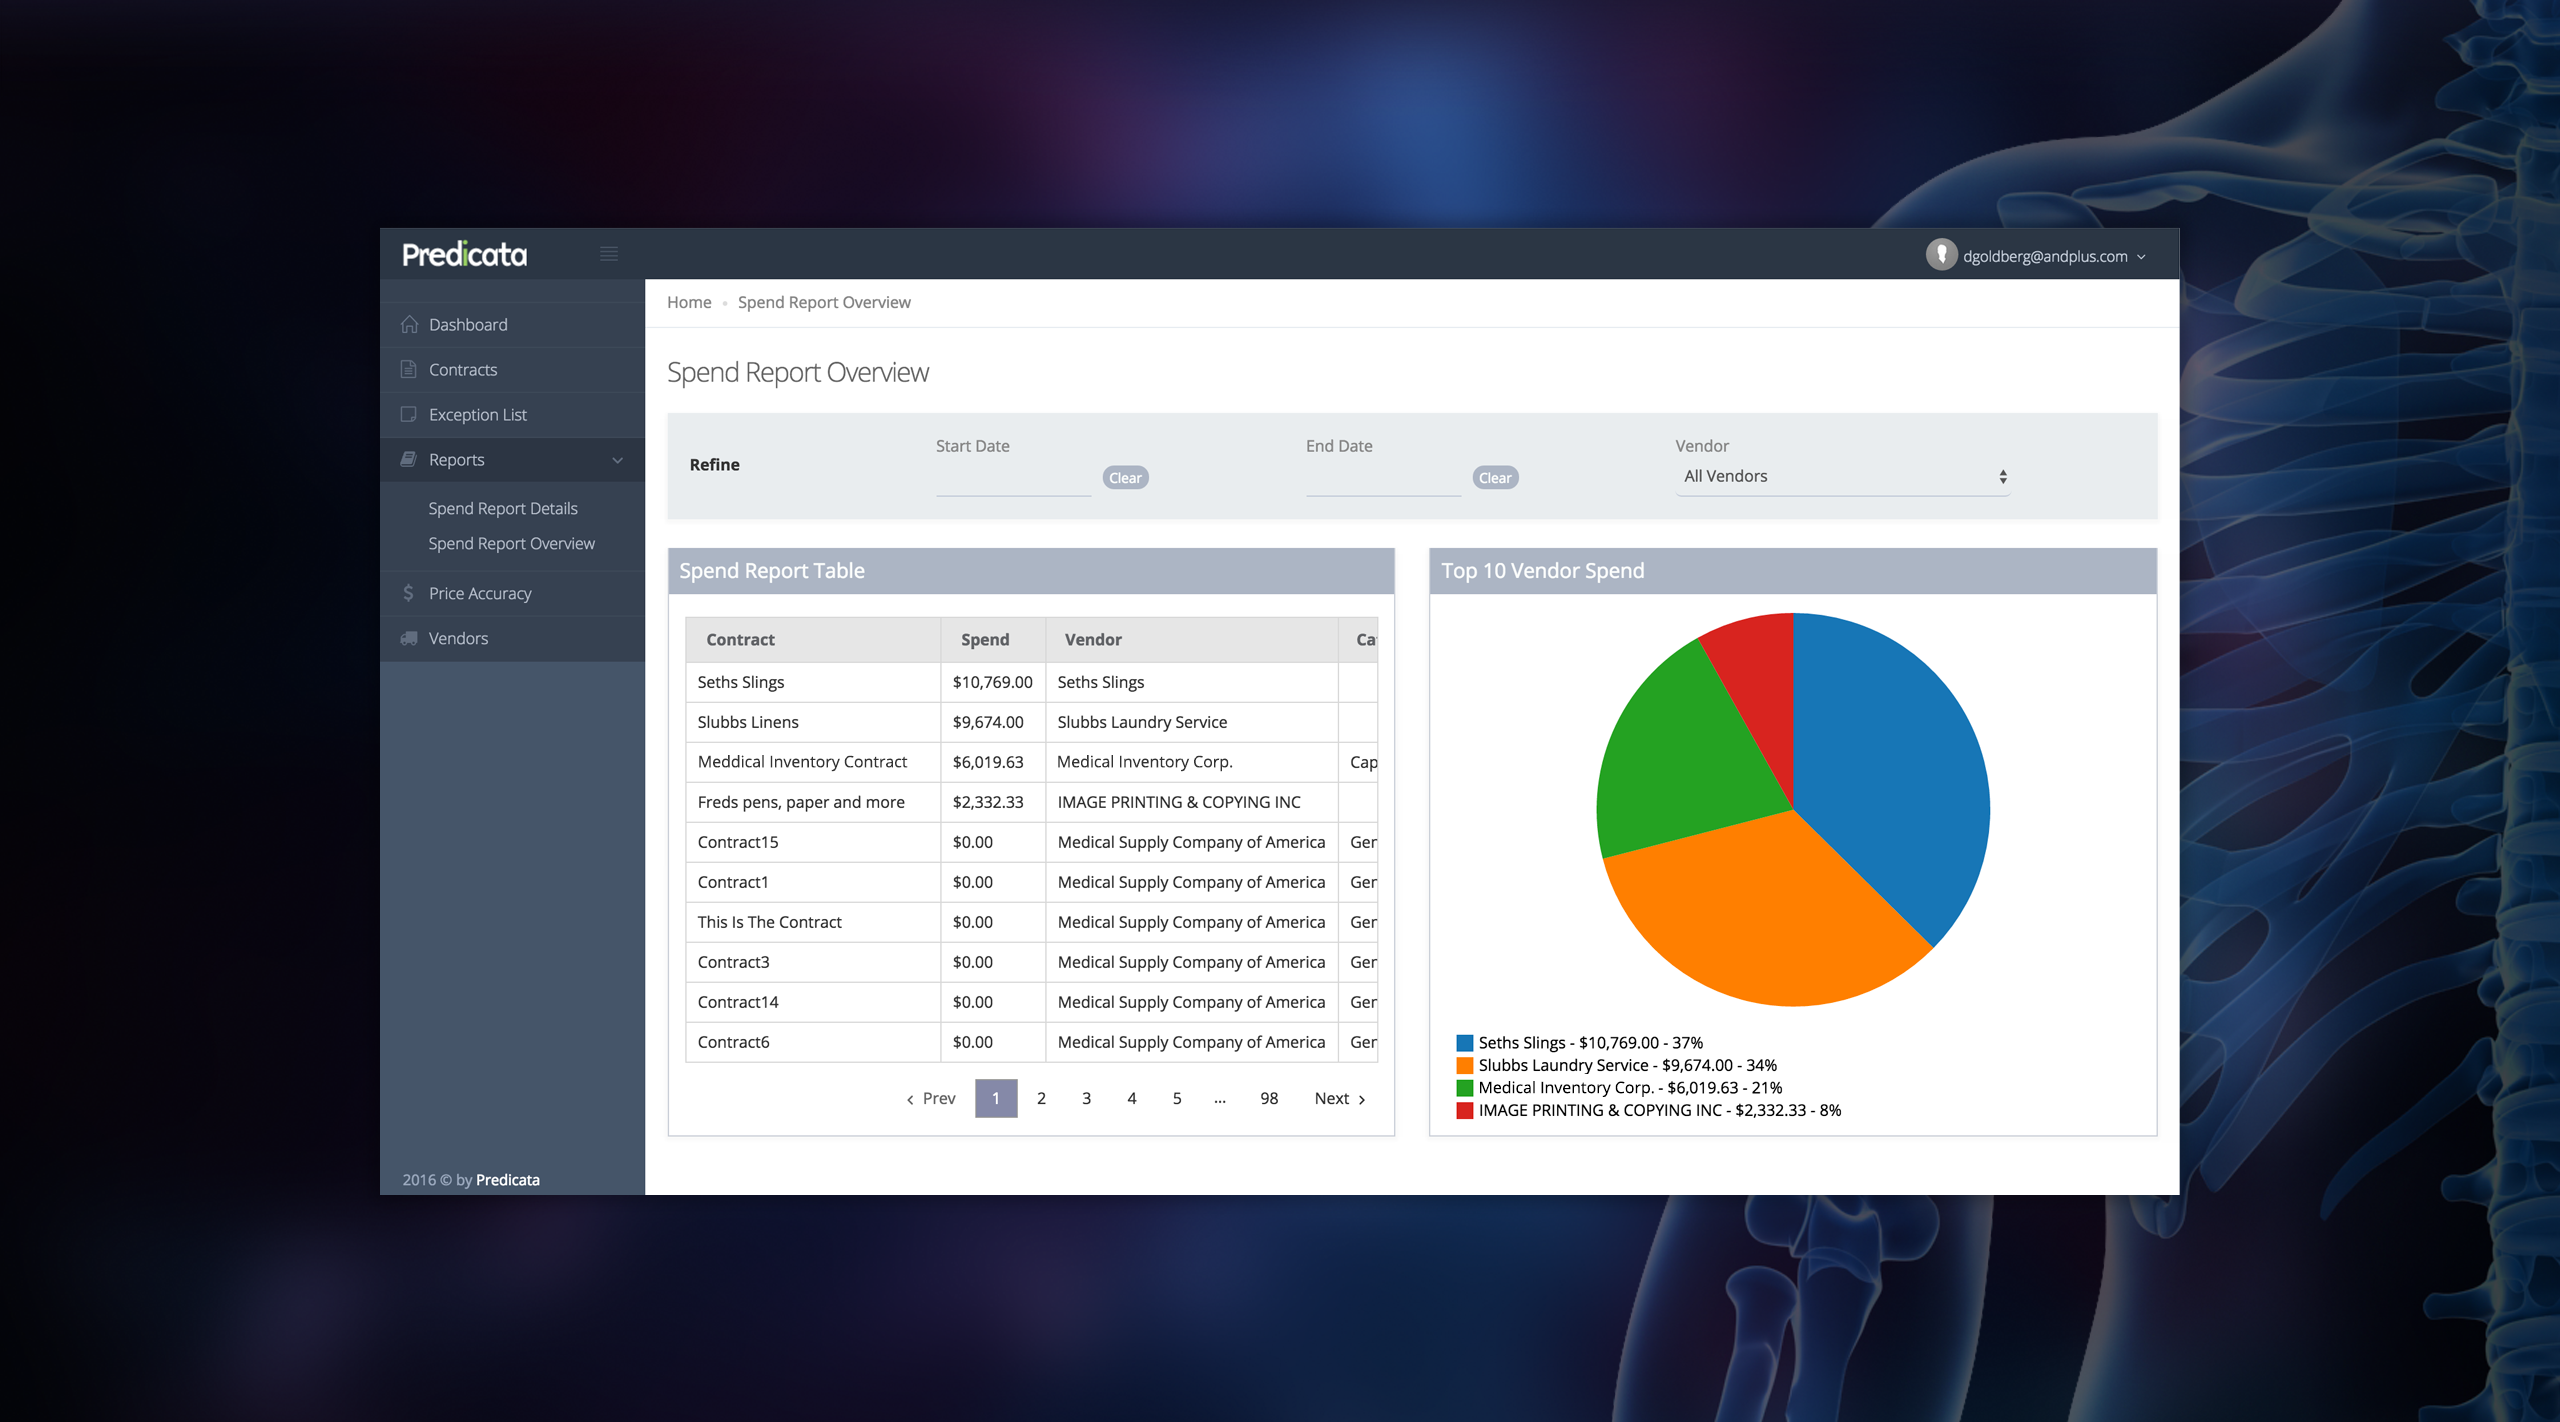 Predicata
dgoldberg@andplus.com
Dashboard
Contracts
Exception List
Reports
Spend Report Details
Spend Report Overview
Price Accuracy
Vendors
2016 © by Predicata
Home • Spend Report Overview
Spend Report Overview
Refine
Start Date
Clear
End Date
Clear
Vendor
All Vendors
Spend Report Table
Contract Spend Vendor Ca
Seths Slings $10,769.00 Seths Slings
Slubbs Linens $9,674.00 Slubbs Laundry Service
Meddical Inventory Contract $6,019.63 Medical Inventory Corp. Cap
Freds pens, paper and more $2,332.33 IMAGE PRINTING & COPYING INC
Contract15 $0.00 Medical Supply Company of America Ger
Contract1 $0.00 Medical Supply Company of America Ger
This Is The Contract $0.00 Medical Supply Company of America Ger
Contract3 $0.00 Medical Supply Company of America Ger
Contract14 $0.00 Medical Supply Company of America Ger
Contract6 $0.00 Medical Supply Company of America Ger
‹ Prev 1 2 3 4 5 ... 98 Next ›
Top 10 Vendor Spend
Seths Slings - $10,769.00 - 37%
Slubbs Laundry Service - $9,674.00 - 34%
Medical Inventory Corp. - $6,019.63 - 21%
IMAGE PRINTING & COPYING INC - $2,332.33 - 8%